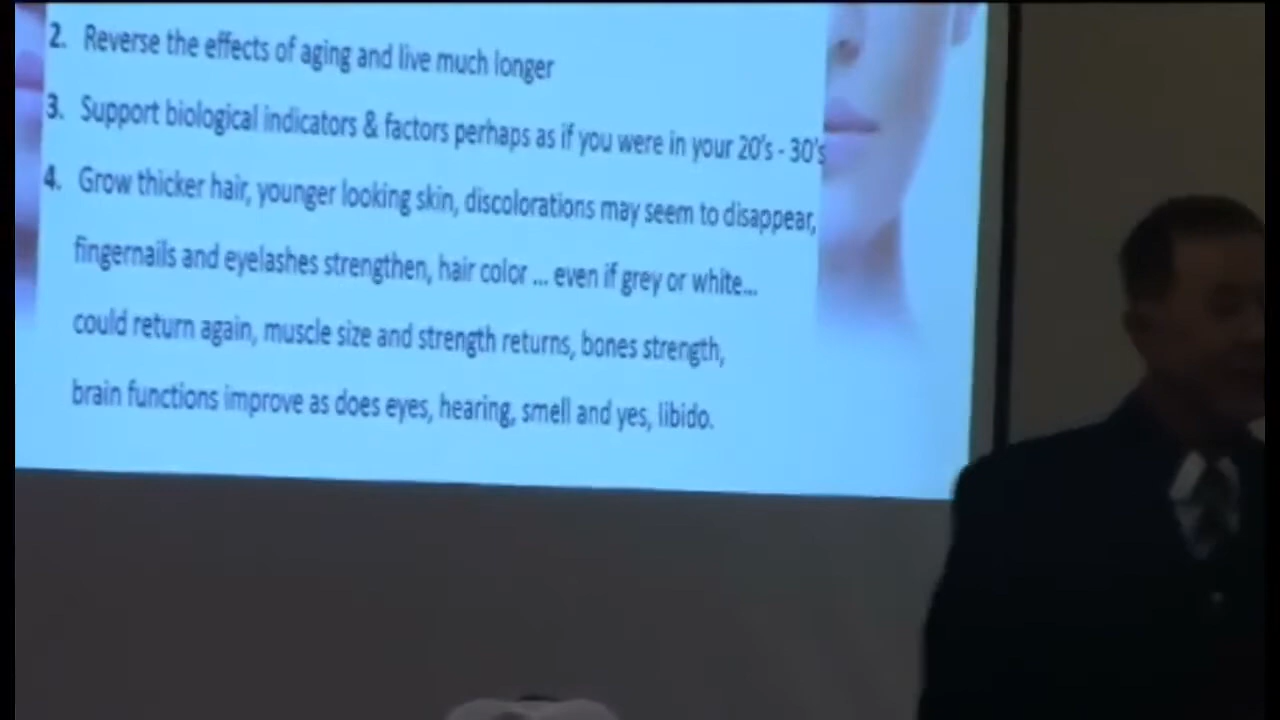 2. Reverse the effects of aging and live much longer
3. Support biological indicators & factors perhaps as if you were in your 20's - 30's
4. Grow thicker hair, younger looking skin, discolorations may seem to disappear,
fingernails and eyelashes strengthen, hair color ... even if grey or white...
could return again, muscle size and strength returns, bones strength,
brain functions improve as does eyes, hearing, smell and yes, libido.